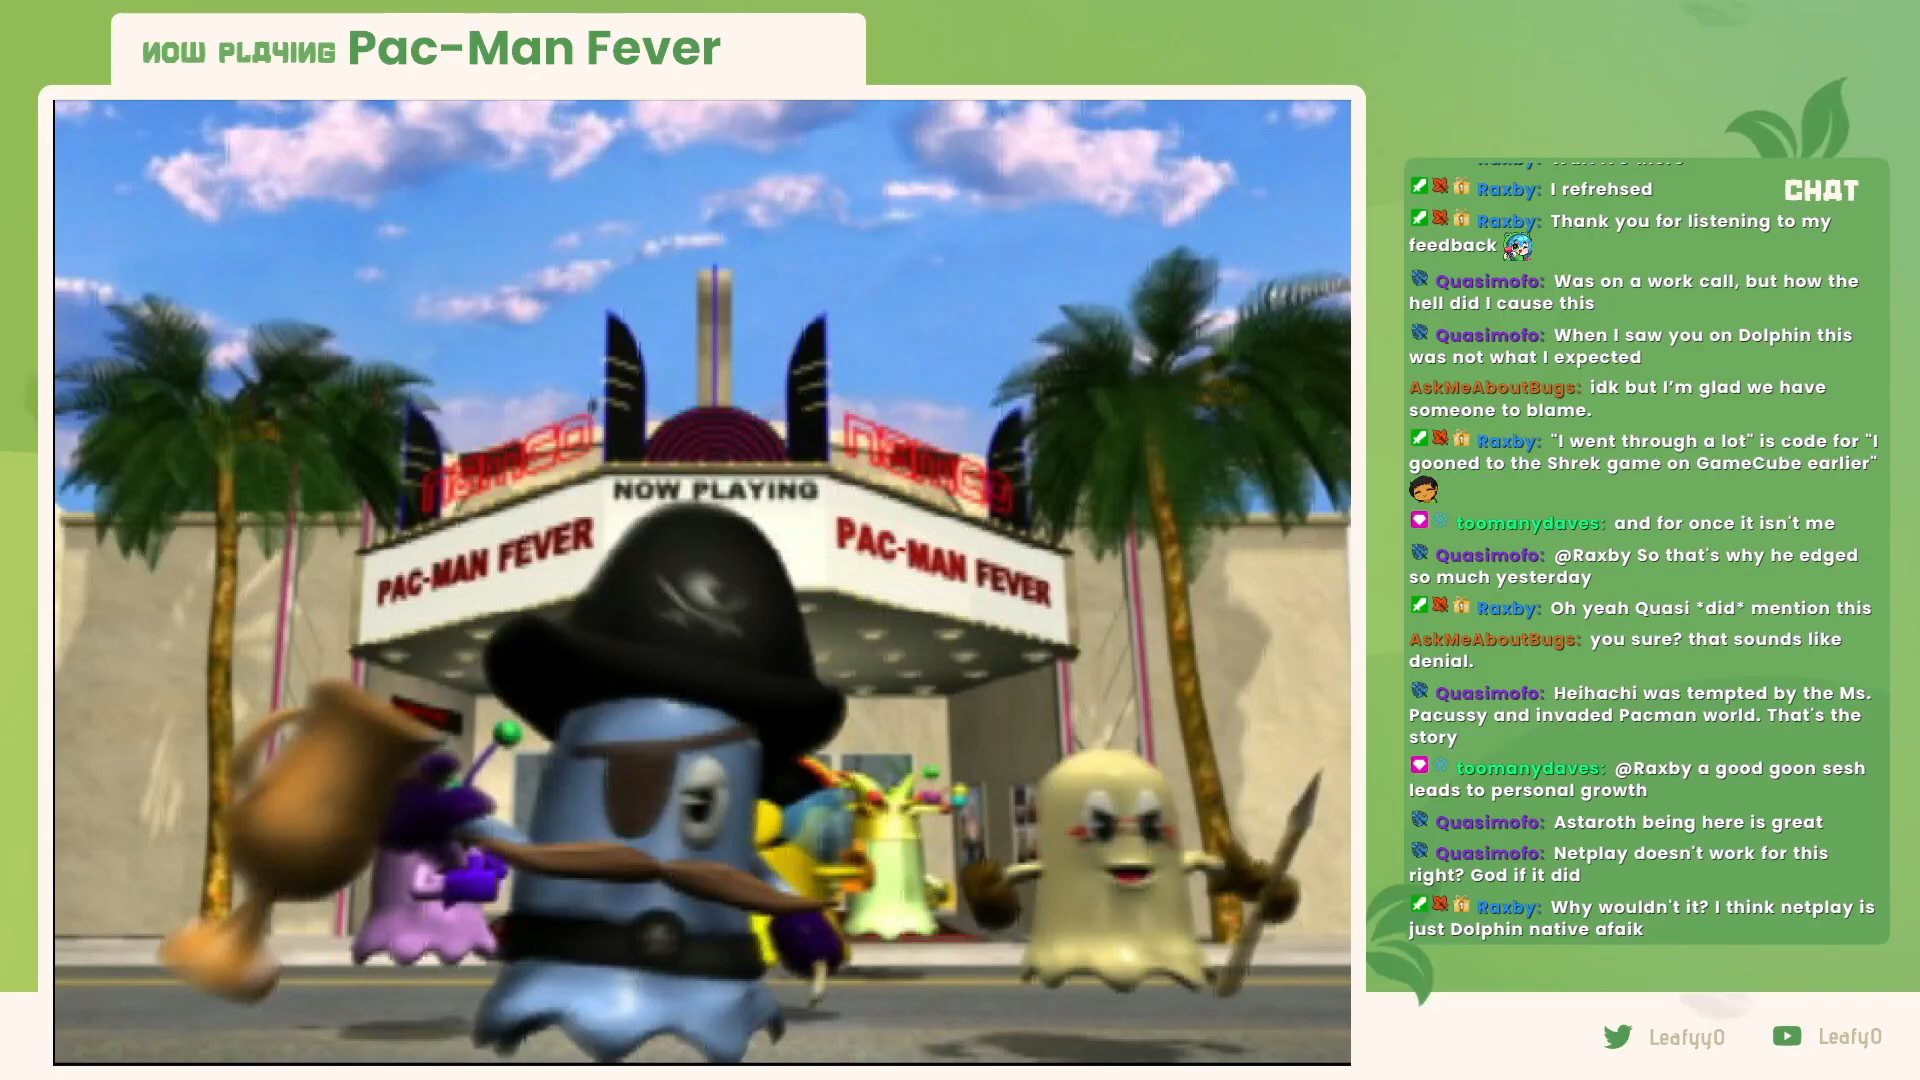 NOW PLAYING Pac-Man Fever
namco
namco
NOW PLAYING
PAC-MAN FEVER
PAC-MAN FEVER
CHAT
Raxby: I refrehsed
Raxby: Thank you for listening to my
feedback
Quasimofo: Was on a work call, but how the
hell did I cause this
Quasimofo: When I saw you on Dolphin this
was not what I expected
AskMeAboutBugs: idk but I’m glad we have
someone to blame.
Raxby: "I went through a lot" is code for "I
gooned to the Shrek game on GameCube earlier"
toomanydaves: and for once it isn't me
Quasimofo: @Raxby So that's why he edged
so much yesterday
Raxby: Oh yeah Quasi *did* mention this
AskMeAboutBugs: you sure? that sounds like
denial.
Quasimofo: Heihachi was tempted by the Ms.
Pacussy and invaded Pacman world. That's the
story
toomanydaves: @Raxby a good goon sesh
leads to personal growth
Quasimofo: Astaroth being here is great
Quasimofo: Netplay doesn't work for this
right? God if it did
Raxby: Why wouldn't it? I think netplay is
just Dolphin native afaik
Leafyy0
Leafy0